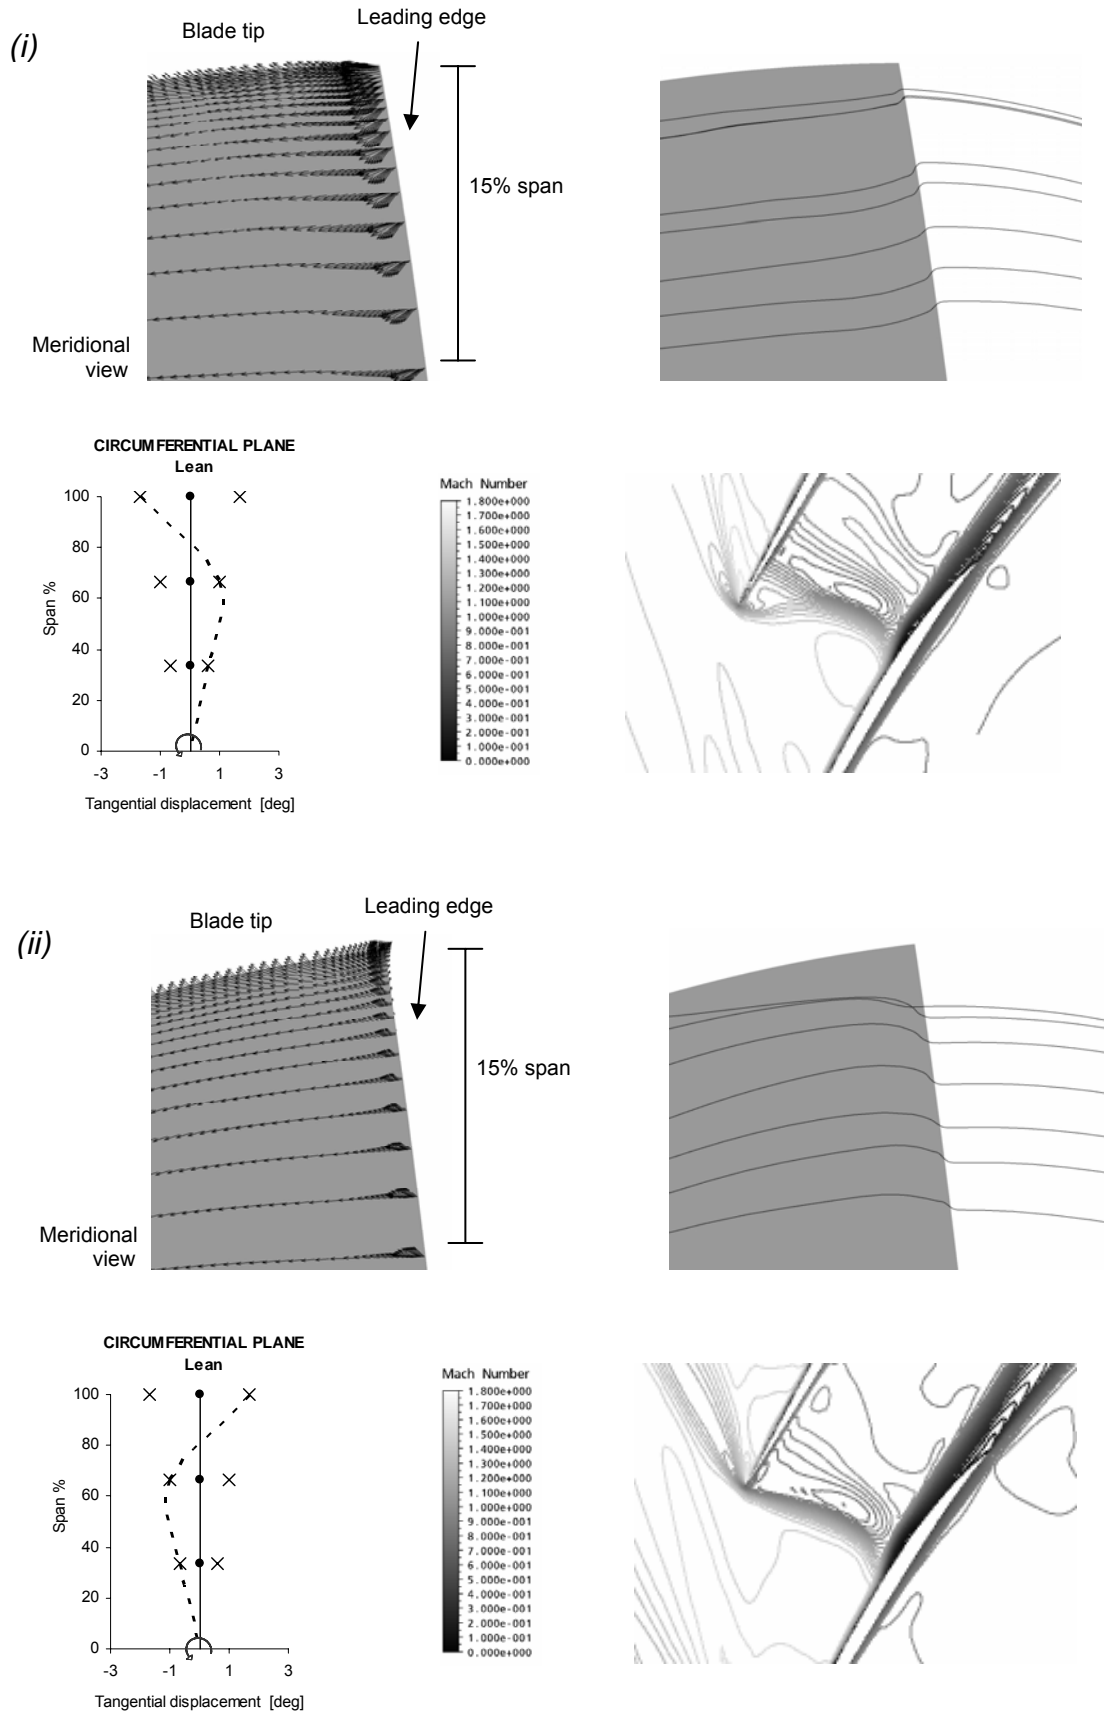 (i)
Blade tip
Leading edge
15% span
Meridional
view
CIRCUMFERENTIAL PLANE
Lean
100
80
60
40
20
0
Span %
-3 -1 1 3
Tangential displacement [deg]
Mach Number
1.800e+000
1.700e+000
1.600e+000
1.500e+000
1.400e+000
1.300e+000
1.200e+000
1.100e+000
1.000e+000
9.000e-001
8.000e-001
7.000e-001
6.000e-001
5.000e-001
4.000e-001
3.000e-001
2.000e-001
1.000e-001
0.000e+000
(ii)
Blade tip
Leading edge
15% span
Meridional
view
CIRCUMFERENTIAL PLANE
Lean
100
80
60
40
20
0
Span %
-3 -1 1 3
Tangential displacement [deg]
Mach Number
1.800e+000
1.700e+000
1.600e+000
1.500e+000
1.400e+000
1.300e+000
1.200e+000
1.100e+000
1.000e+000
9.000e-001
8.000e-001
7.000e-001
6.000e-001
5.000e-001
4.000e-001
3.000e-001
2.000e-001
1.000e-001
0.000e+000